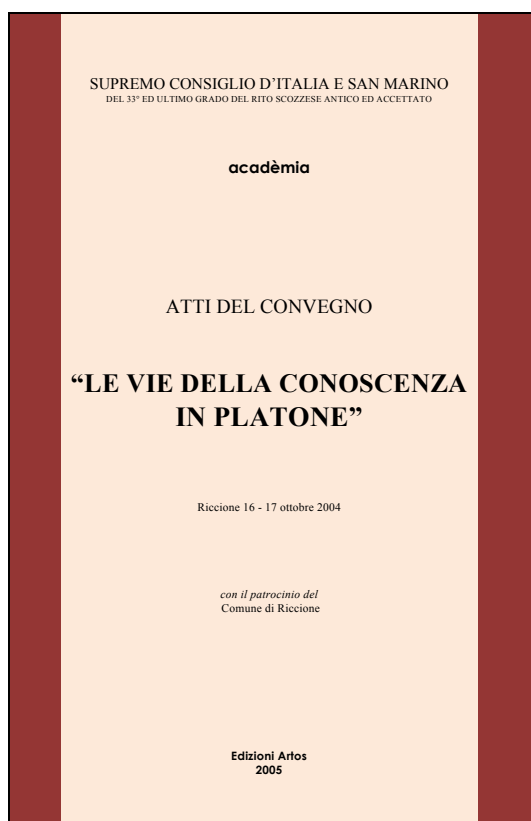 SUPREMO CONSIGLIO D’ITALIA E SAN MARINO
DEL 33° ED ULTIMO GRADO DEL RITO SCOZZESE ANTICO ED ACCETTATO
acadèmia
ATTI DEL CONVEGNO
“LE VIE DELLA CONOSCENZA
IN PLATONE”
Riccione 16 - 17 ottobre 2004
con il patrocinio del
Comune di Riccione
Edizioni Artos
2005